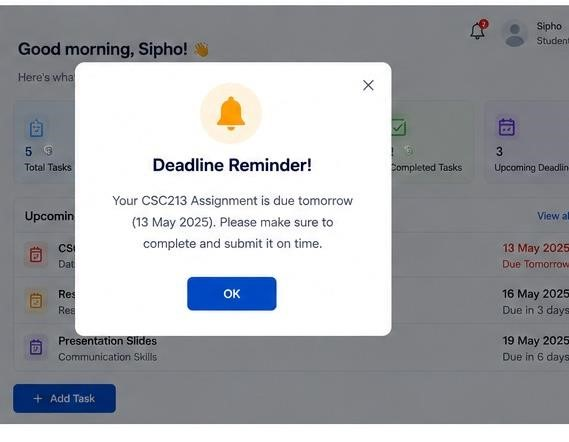 Good morning, Sipho! 👋
2
Sipho
Student
Here's what
Deadline Reminder!
Your CSC213 Assignment is due tomorrow
(13 May 2025). Please make sure to
complete and submit it on time.
OK
5
Total Tasks
Completed Tasks
3
Upcoming Deadlin
Upcomin
View al
CS
Dat
13 May 2025
Due Tomorrow
Res
Res
16 May 2025
Due in 3 days
Presentation Slides
Communication Skills
19 May 2025
Due in 6 days
+ Add Task